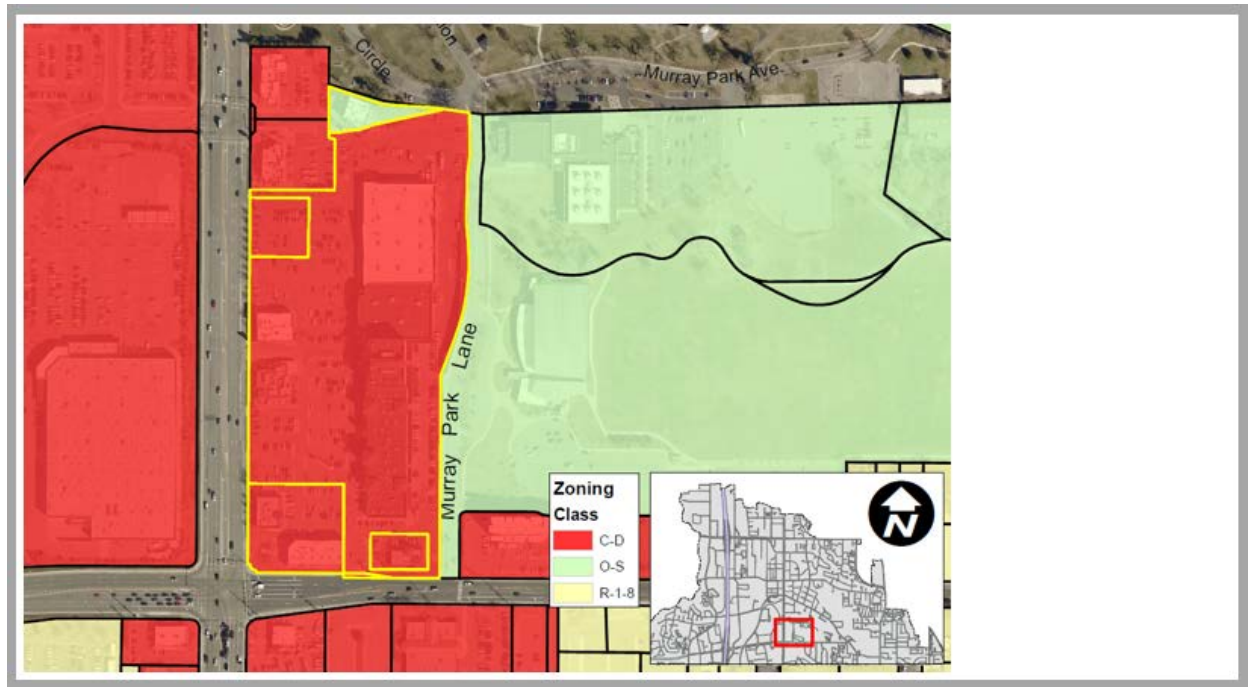 Circle
Murray Park Ave
Murray Park Lane
Zoning
Class
C-D
O-S
R-1-8
N